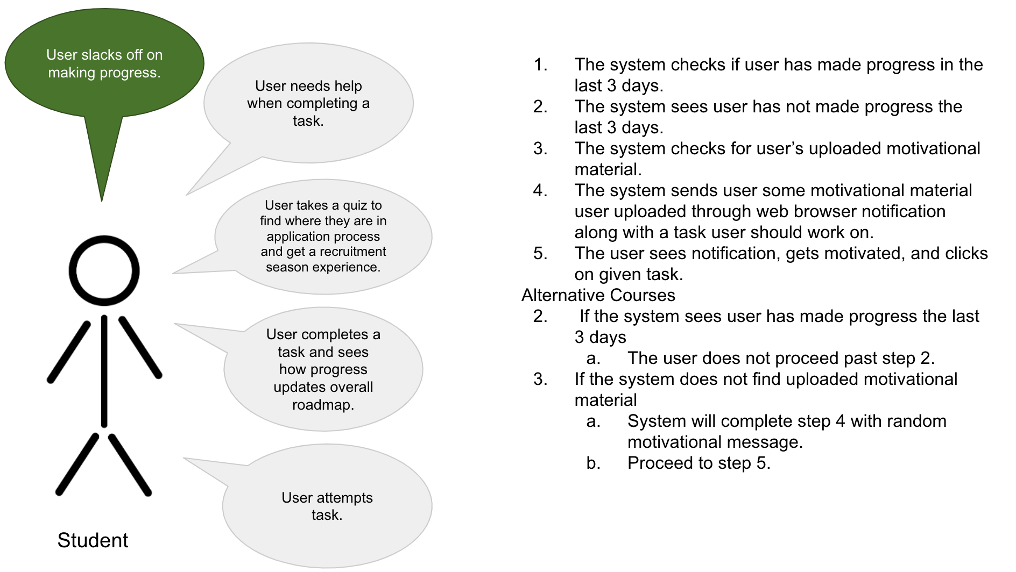 User slacks off on
making progress.
User needs help
when completing a
task.
User takes a quiz to
find where they are in
application process
and get a recruitment
season experience.
User completes a
task and sees
how progress
updates overall
roadmap.
User attempts
task.
Student
1. The system checks if user has made progress in the
last 3 days.
2. The system sees user has not made progress the
last 3 days.
3. The system checks for user’s uploaded motivational
material.
4. The system sends user some motivational material
user uploaded through web browser notification
along with a task user should work on.
5. The user sees notification, gets motivated, and clicks
on given task.
Alternative Courses
2. If the system sees user has made progress the last
3 days
a. The user does not proceed past step 2.
3. If the system does not find uploaded motivational
material
a. System will complete step 4 with random
motivational message.
b. Proceed to step 5.